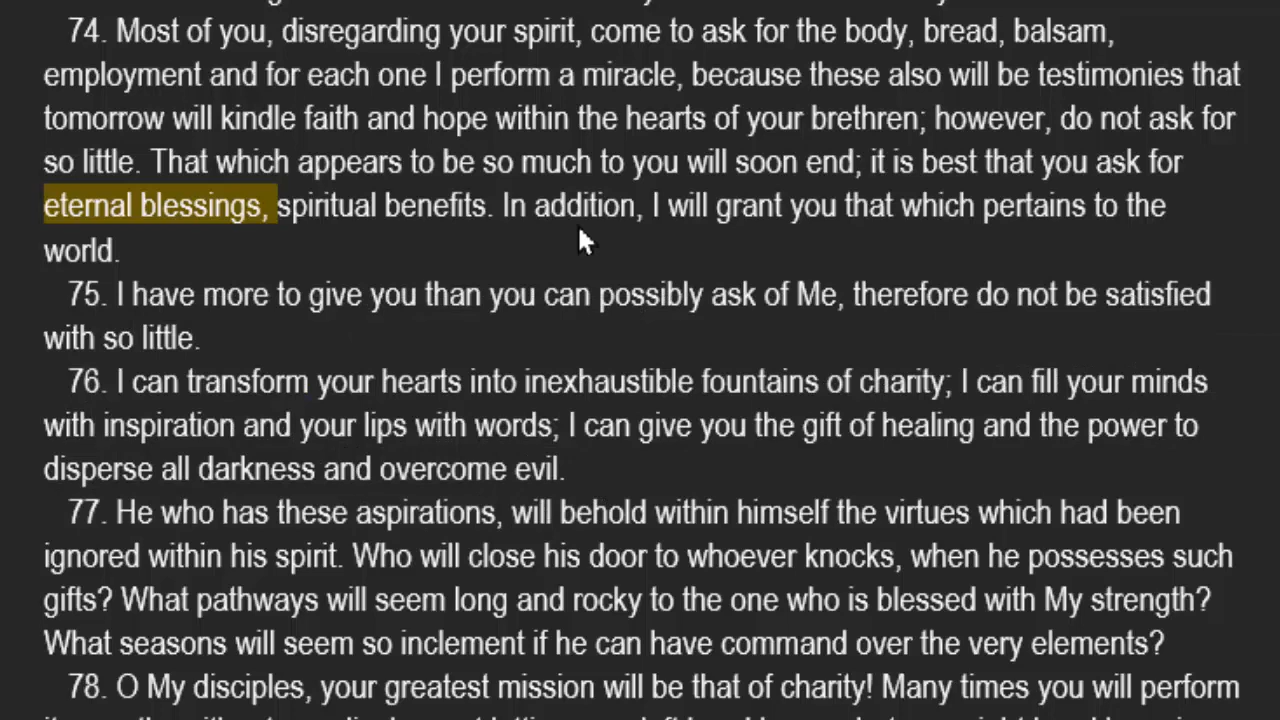 74. Most of you, disregarding your spirit, come to ask for the body, bread, balsam,
employment and for each one I perform a miracle, because these also will be testimonies that
tomorrow will kindle faith and hope within the hearts of your brethren; however, do not ask for
so little. That which appears to be so much to you will soon end; it is best that you ask for
eternal blessings, spiritual benefits. In addition, I will grant you that which pertains to the
world.
75. I have more to give you than you can possibly ask of Me, therefore do not be satisfied
with so little.
76. I can transform your hearts into inexhaustible fountains of charity; I can fill your minds
with inspiration and your lips with words; I can give you the gift of healing and the power to
disperse all darkness and overcome evil.
77. He who has these aspirations, will behold within himself the virtues which had been
ignored within his spirit. Who will close his door to whoever knocks, when he possesses such
gifts? What pathways will seem long and rocky to the one who is blessed with My strength?
What seasons will seem so inclement if he can have command over the very elements?
78. O My disciples, your greatest mission will be that of charity! Many times you will perform